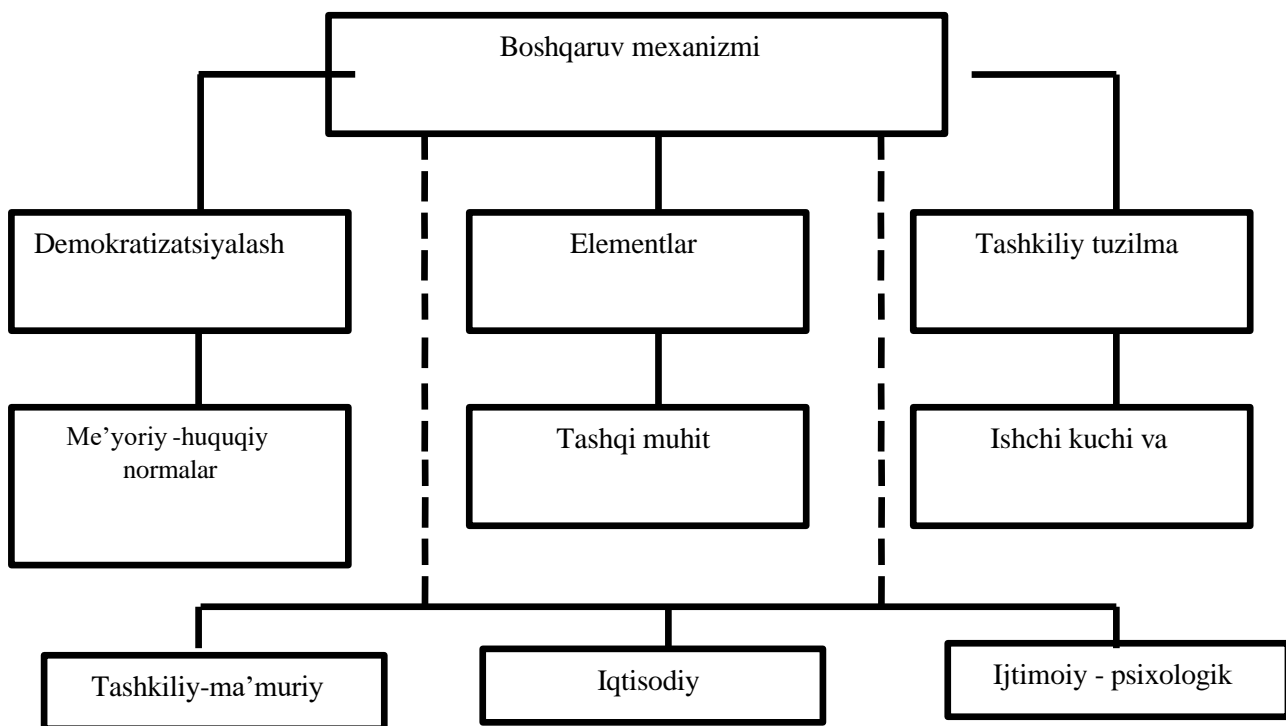 Boshqaruv mexanizmi
Demokratizatsiyalash
Elementlar
Tashkiliy tuzilma
Me’yoriy -huquqiy
normalar
Tashqi muhit
Ishchi kuchi va
Tashkiliy-ma’muriy
Iqtisodiy
Ijtimoiy - psixologik